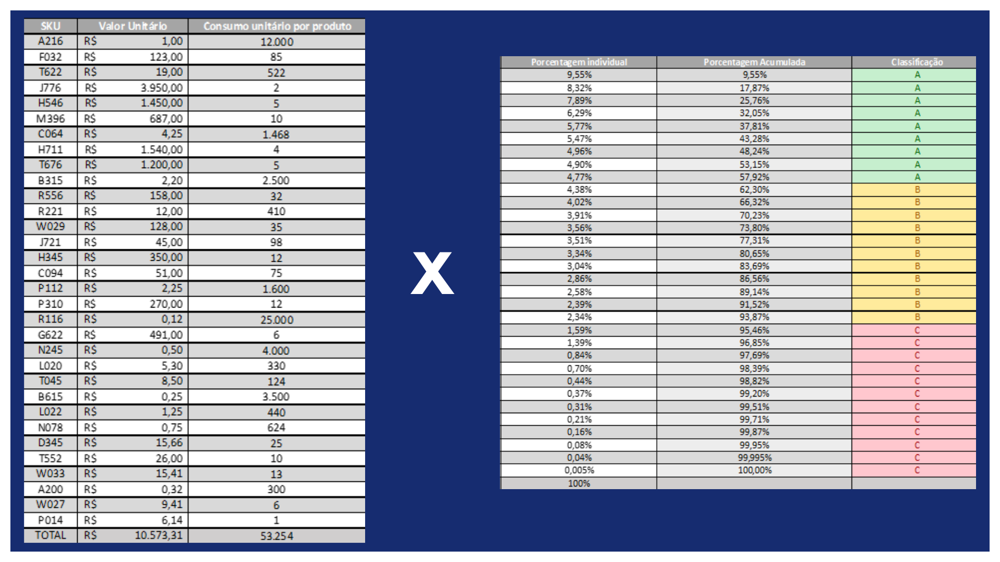 SKU Valor Unitário Consumo unitário por produto
A216 R$ 1,00 12.000
F032 R$ 123,00 85
T622 R$ 19,00 522
J776 R$ 3.950,00 2
H546 R$ 1.450,00 5
M396 R$ 687,00 10
C064 R$ 4,25 1.468
H711 R$ 1.540,00 4
T676 R$ 1.200,00 5
B315 R$ 2,20 2.500
R556 R$ 158,00 32
R221 R$ 12,00 410
W029 R$ 128,00 35
J721 R$ 45,00 98
H345 R$ 350,00 12
C094 R$ 51,00 75
P112 R$ 2,25 1.600
P310 R$ 270,00 12
R116 R$ 0,12 25.000
G622 R$ 491,00 6
N245 R$ 0,50 4.000
L020 R$ 5,30 330
T045 R$ 8,50 124
B615 R$ 0,25 3.500
L022 R$ 1,25 440
N078 R$ 0,75 624
D345 R$ 15,66 25
T552 R$ 26,00 10
W033 R$ 15,41 13
A200 R$ 0,32 300
W027 R$ 9,41 6
P014 R$ 6,14 1
TOTAL R$ 10.573,31 53.254
X
Porcentagem individual Porcentagem Acumulada Classificação
9,55% 9,55% A
8,32% 17,87% A
7,89% 25,76% A
6,29% 32,05% A
5,77% 37,81% A
5,47% 43,28% A
4,96% 48,24% A
4,90% 53,15% A
4,77% 57,92% A
4,38% 62,30% B
4,02% 66,32% B
3,91% 70,23% B
3,56% 73,80% B
3,51% 77,31% B
3,34% 80,65% B
3,04% 83,69% B
2,86% 86,56% B
2,58% 89,14% B
2,39% 91,52% B
2,34% 93,87% B
1,59% 95,46% C
1,39% 96,85% C
0,84% 97,69% C
0,70% 98,39% C
0,44% 98,82% C
0,37% 99,20% C
0,31% 99,51% C
0,21% 99,71% C
0,16% 99,87% C
0,08% 99,95% C
0,04% 99,995% C
0,005% 100,00% C
100%